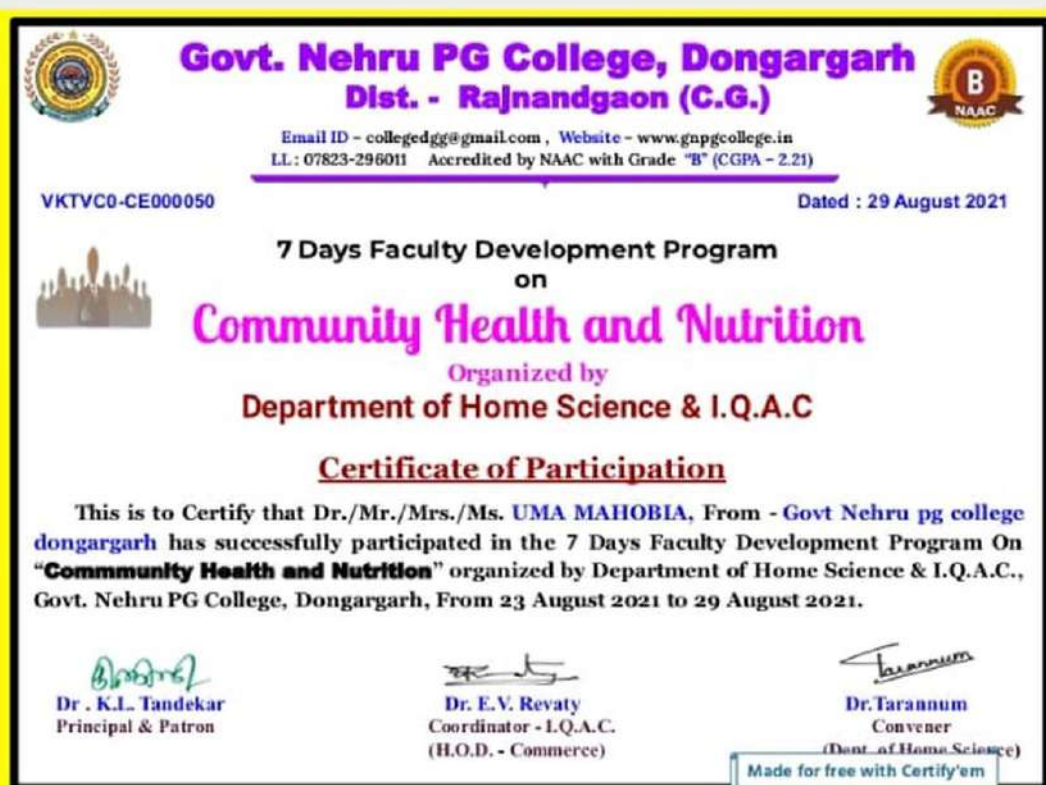 Govt. Nehru PG College, Dongargarh
Dist. - Rajnandgaon (C.G.)
B
NAAC
Email ID – collegedgg@gmail.com , Website – www.gnpgcollege.in
LL : 07823-296011 Accredited by NAAC with Grade "B" (CGPA – 2.21)
VKTVC0-CE000050
Dated : 29 August 2021
7 Days Faculty Development Program
on
Community Health and Nutrition
Organized by
Department of Home Science & I.Q.A.C
Certificate of Participation
This is to Certify that Dr./Mr./Mrs./Ms. UMA MAHOBIA, From - Govt Nehru pg college
dongargarh has successfully participated in the 7 Days Faculty Development Program On
“Commmunity Health and Nutrition” organized by Department of Home Science & I.Q.A.C.,
Govt. Nehru PG College, Dongargarh, From 23 August 2021 to 29 August 2021.
Tarannum
Dr . K.L. Tandekar
Principal & Patron
Dr. E.V. Revaty
Coordinator - I.Q.A.C.
(H.O.D. - Commerce)
Dr.Tarannum
Convener
(Dept. of Home Science)
Made for free with Certify'em